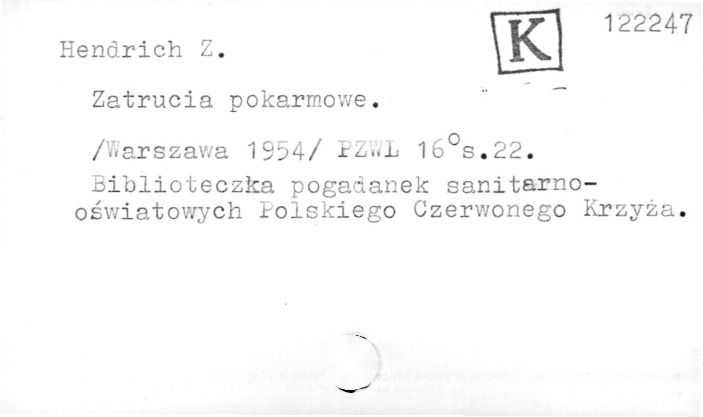 122247
K
Hendrich Z.
Zatrucia pokarmowe.
/Warszawa 1954/ PZWL 16°s.22.
Biblioteczka pogadanek sanitarno-
oświatowych Polskiego Czerwonego Krzyża.